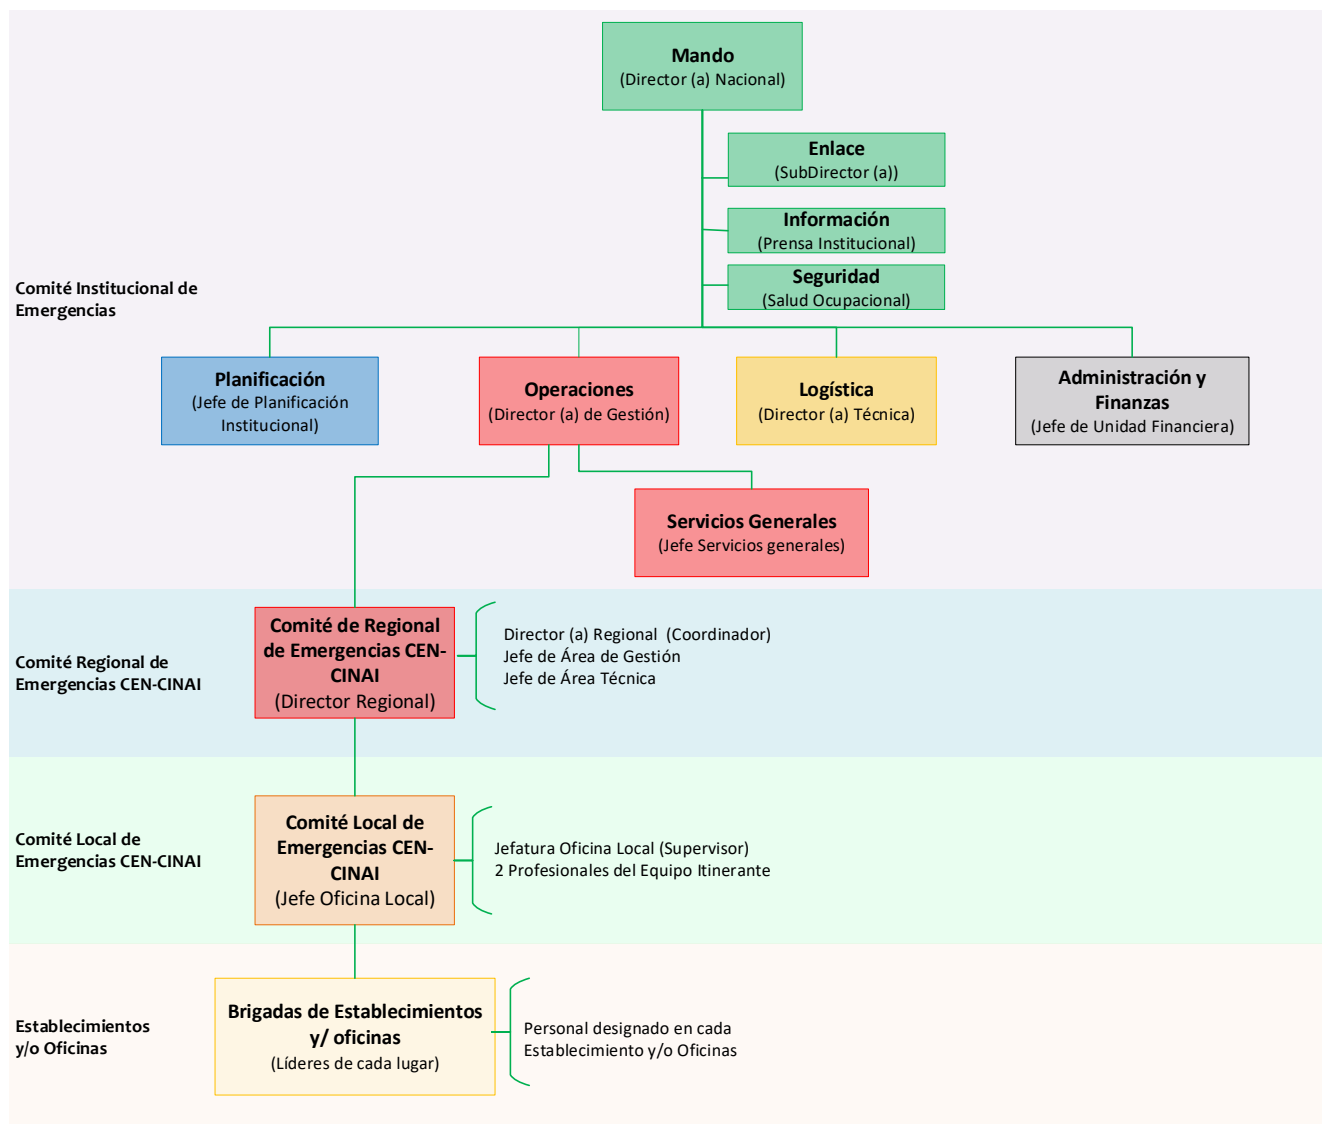 Mando
(Director (a) Nacional)
Enlace
(SubDirector (a))
Información
(Prensa Institucional)
Seguridad
(Salud Ocupacional)
Comité Institucional de
Emergencias
Planificación
(Jefe de Planificación
Institucional)
Operaciones
(Director (a) de Gestión)
Logística
(Director (a) Técnica)
Administración y
Finanzas
(Jefe de Unidad Financiera)
Servicios Generales
(Jefe Servicios generales)
Comité Regional de
Emergencias CEN-CINAI
Comité de Regional
de Emergencias CEN-
CINAI
(Director Regional)
Director (a) Regional  (Coordinador)
Jefe de Área de Gestión
Jefe de Área Técnica
Comité Local de
Emergencias CEN-CINAI
Comité Local de
Emergencias CEN-
CINAI
(Jefe Oficina Local)
Jefatura Oficina Local (Supervisor)
2 Profesionales del Equipo Itinerante
Establecimientos
y/o Oficinas
Brigadas de Establecimientos
y/ oficinas
(Líderes de cada lugar)
Personal designado en cada
Establecimiento y/o Oficinas